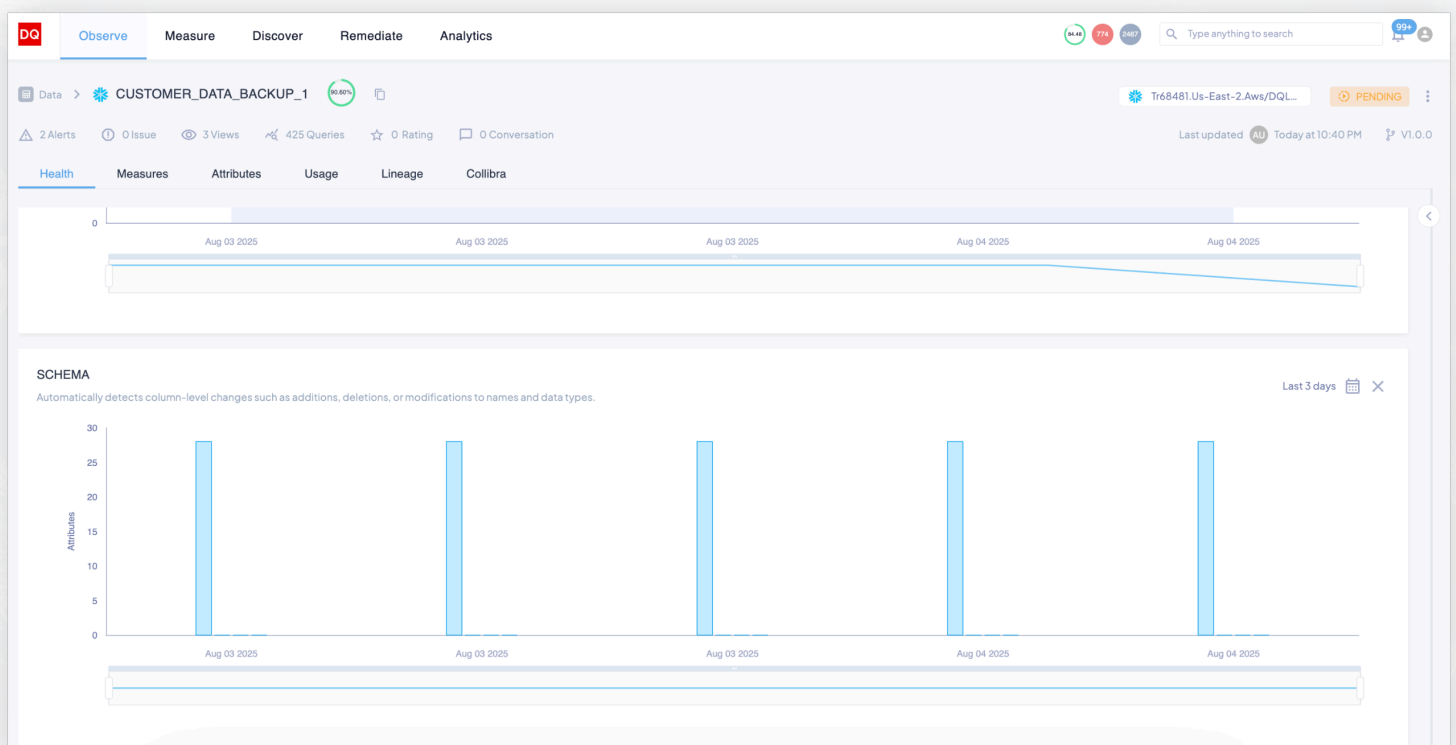 DQ Observe Measure Discover Remediate Analytics 84.48 774 2487 Type anything to search 99+
Data CUSTOMER_DATA_BACKUP_1 90.60% Tr68481.Us-East-2.Aws/DQL... PENDING
2 Alerts 0 Issue 3 Views 425 Queries 0 Rating 0 Conversation Last updated AU Today at 10:40 PM V1.0.0
Health Measures Attributes Usage Lineage Collibra
0
Aug 03 2025 Aug 03 2025 Aug 03 2025 Aug 04 2025 Aug 04 2025
SCHEMA
Last 3 days
Automatically detects column-level changes such as additions, deletions, or modifications to names and data types.
30
25
20
15
10
5
0
Attributes
Aug 03 2025 Aug 03 2025 Aug 03 2025 Aug 04 2025 Aug 04 2025